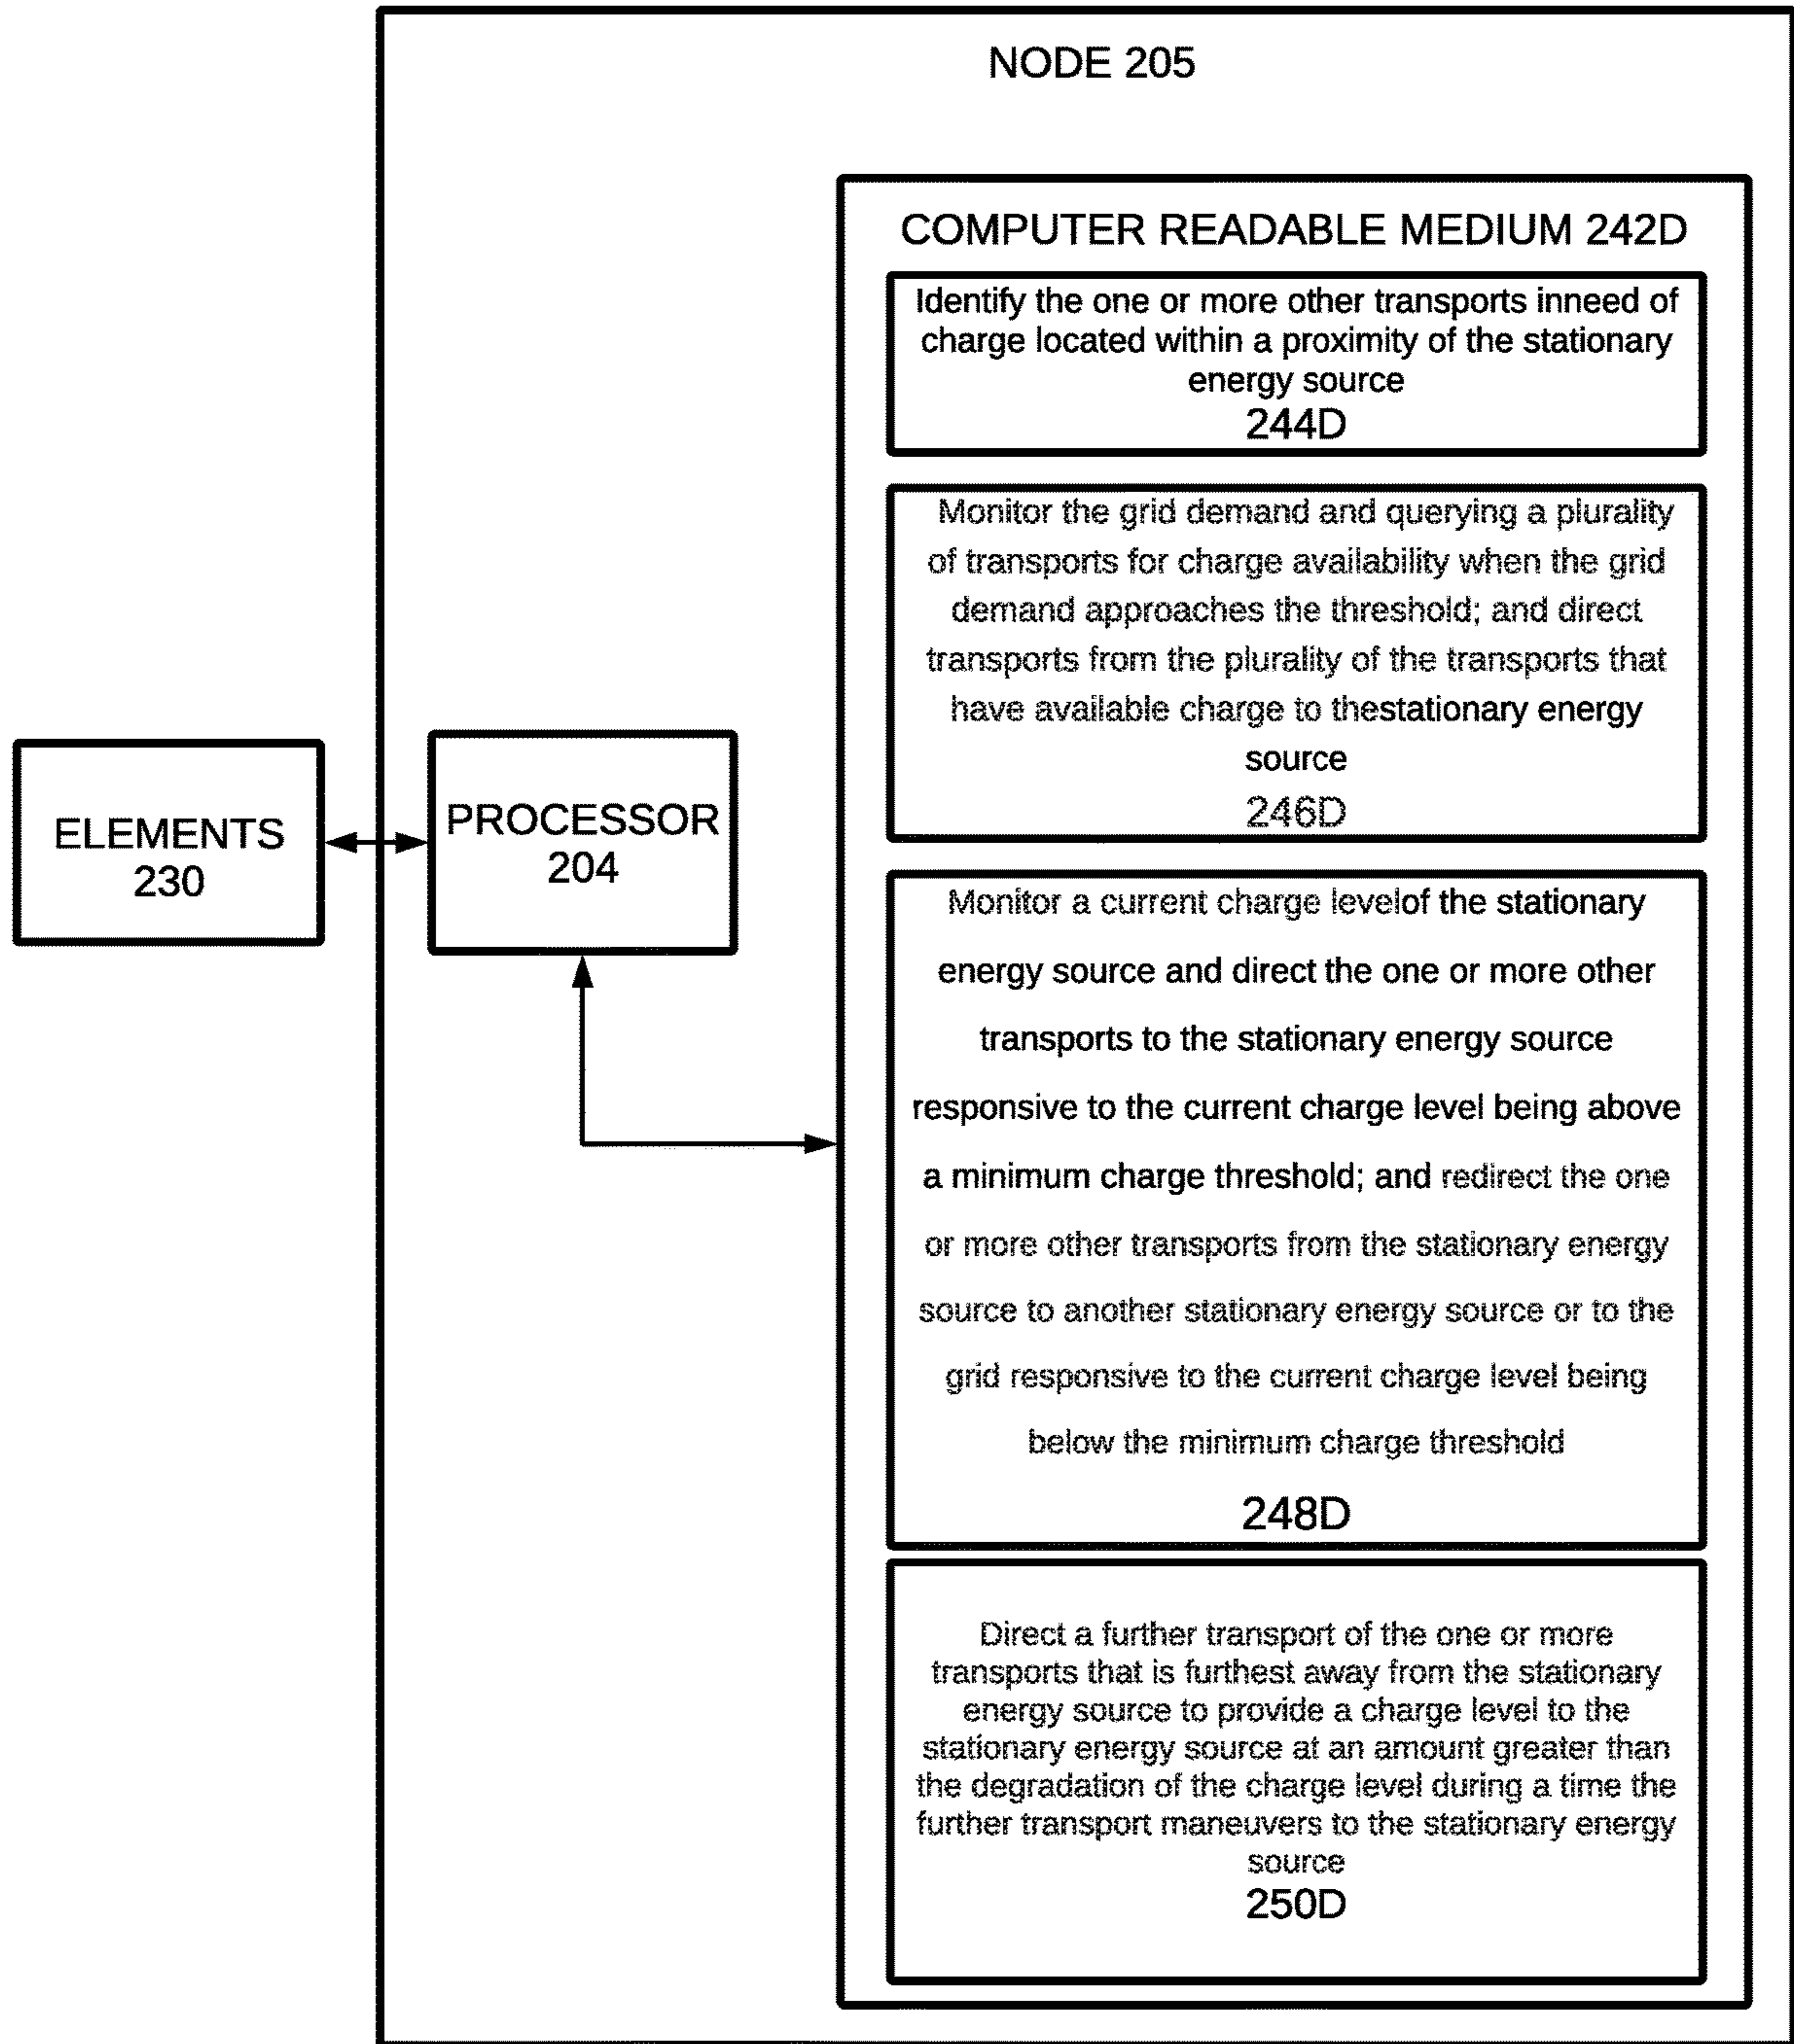 NODE 205
COMPUTER READABLE MEDIUM 242D
Identify the one or more other transports inneed of
charge located within a proximity of the stationary
energy source
244D
Monitor the grid demand and querying a plurality
of transports for charge availability when the grid
demand approaches the threshold; and direct
transports from the plurality of the transports that
have available charge to thestationary energy
source
246D
ELEMENTS
230
PROCESSOR
204
Monitor a current charge levelof the stationary
energy source and direct the one or more other
transports to the stationary energy source
responsive to the current charge level being above
a minimum charge threshold; and redirect the one
or more other transports from the stationary energy
source to another stationary energy source or to the
grid responsive to the current charge level being
below the minimum charge threshold
248D
Direct a further transport of the one or more
transports that is furthest away from the stationary
energy source to provide a charge level to the
stationary energy source at an amount greater than
the degradation of the charge level during a time the
further transport maneuvers to the stationary energy
source
250D